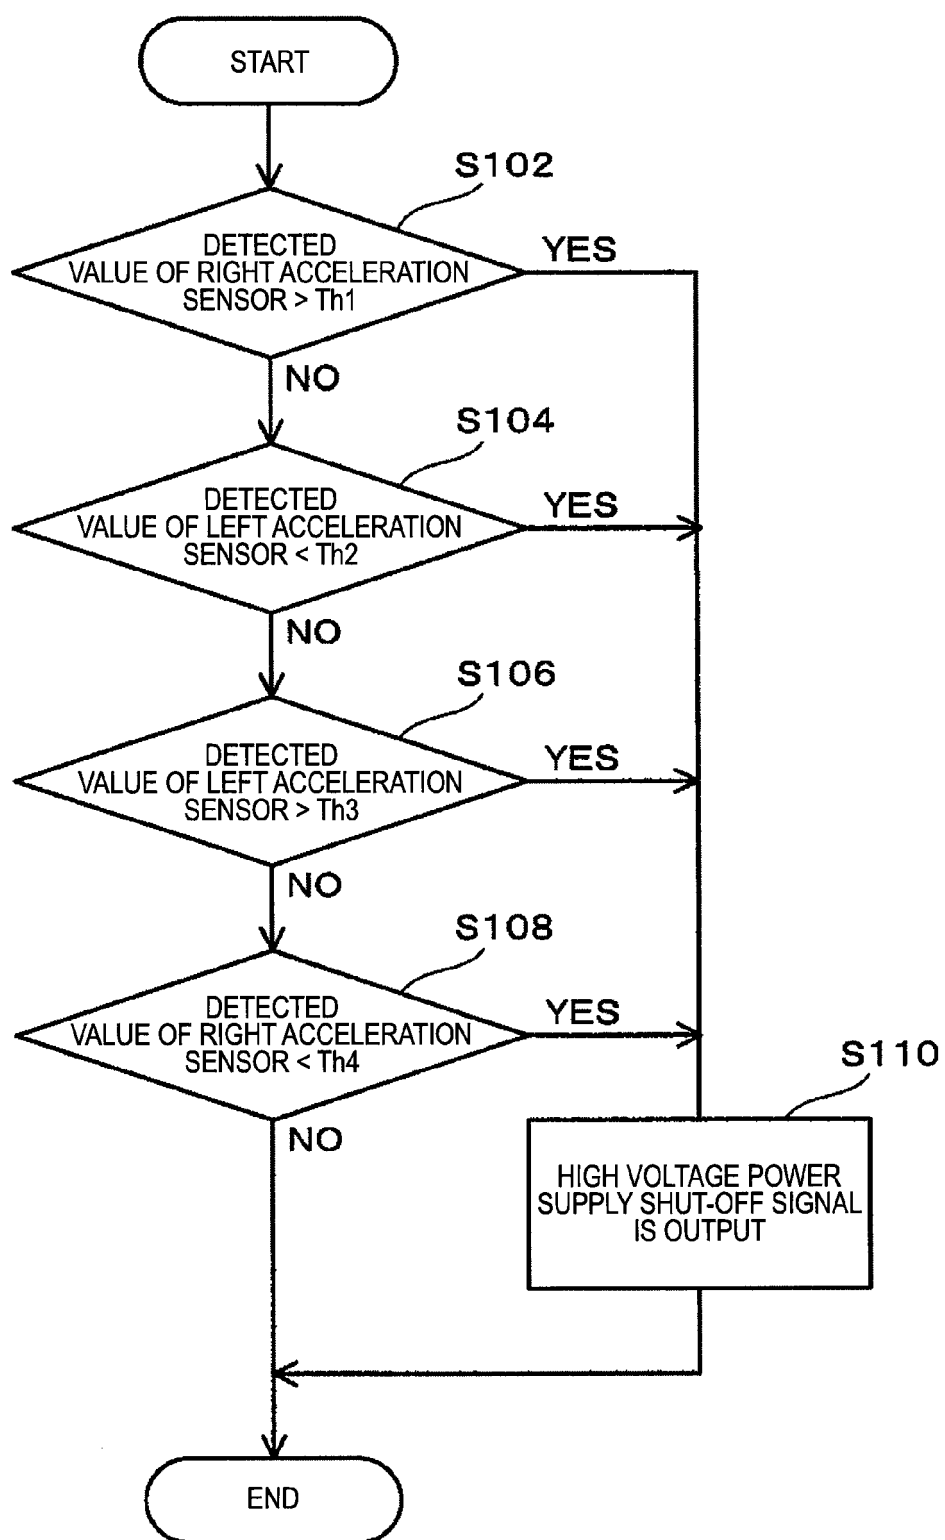 START
S102
DETECTED
VALUE OF RIGHT ACCELERATION
SENSOR > Th1
YES
NO
S104
DETECTED
VALUE OF LEFT ACCELERATION
SENSOR < Th2
YES
NO
S106
DETECTED
VALUE OF LEFT ACCELERATION
SENSOR > Th3
YES
NO
S108
DETECTED
VALUE OF RIGHT ACCELERATION
SENSOR < Th4
YES
NO
S110
HIGH VOLTAGE POWER
SUPPLY SHUT-OFF SIGNAL
IS OUTPUT
END